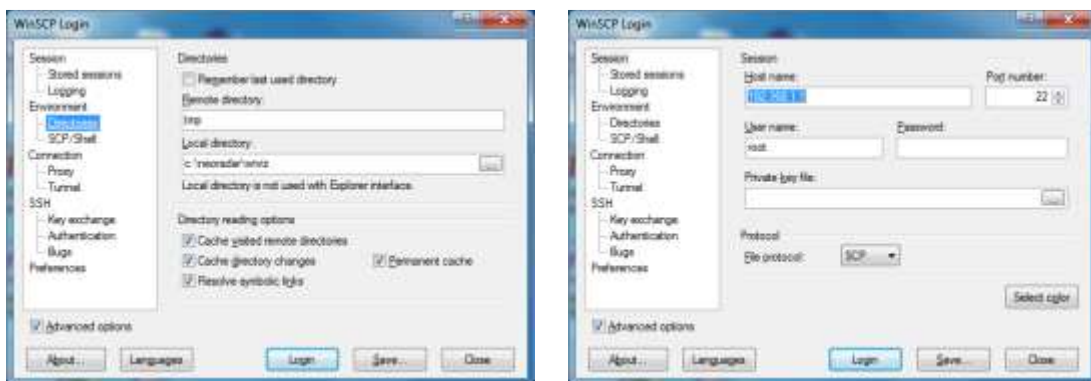 WinSCP Login
Session
Stored sessions
Logging
Environment
Directories
SCP/Shell
Connection
Proxy
Tunnel
SSH
Key exchange
Authentication
Bugs
Preferences
Directories
Remember last used directory
Remote directory:
tmp
Local directory:
...
Local directory is not used with Explorer interface.
Directory reading options
Cache visited remote directories
Cache directory changes
Permanent cache
Resolve symbolic links
Advanced options
About...
Languages
Login
Save...
Close
WinSCP Login
Session
Stored sessions
Logging
Environment
Directories
SCP/Shell
Connection
Proxy
Tunnel
SSH
Key exchange
Authentication
Bugs
Preferences
Session
Host name:
Port number:
192.168.1.1
22
User name:
Password:
root
Private key file:
...
Protocol
File protocol:
SCP
Select color
Advanced options
About...
Languages
Login
Save...
Close